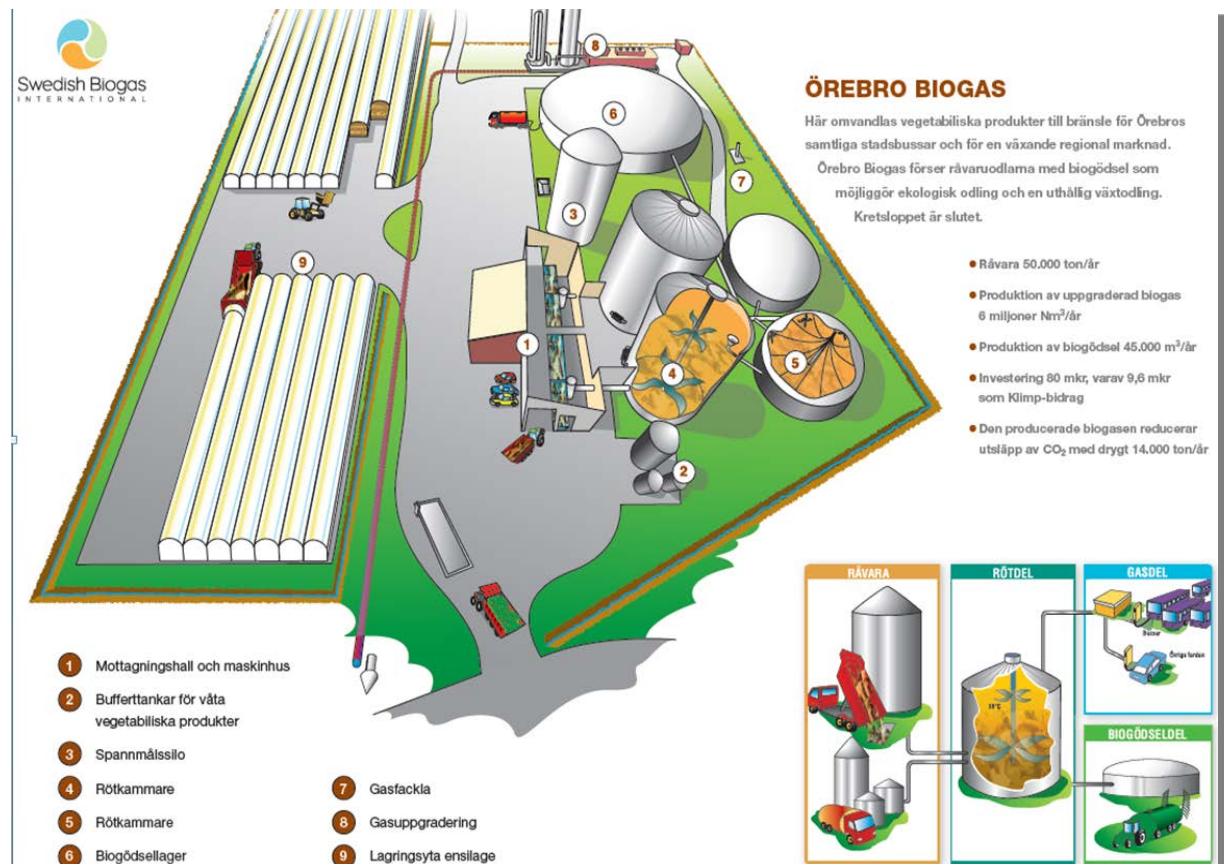 Swedish Biogas
INTERNATIONAL
ÖREBRO BIOGAS
Här omvandlas vegetabiliska produkter till bränsle för Örebros
samtliga stadsbussar och för en växande regional marknad.
Örebro Biogas förser råvaruodlarna med biogödsel som
möjliggör ekologisk odling och en uthållig växtodling.
Kretsloppet är slutet.
• Råvara 50.000 ton/år
• Produktion av uppgraderad biogas
6 miljoner Nm³/år
• Produktion av biogödsel 45.000 m³/år
• Investering 80 mkr, varav 9,6 mkr
som Klimp-bidrag
• Den producerade biogasen reducerar
utsläpp av CO₂ med drygt 14.000 ton/år
8
6
7
3
9
1
4
5
2
1 Mottagningshall och maskinhus
2 Bufferttankar för våta
vegetabiliska produkter
3 Spannmålssilo
4 Rötkammare
5 Rötkammare
6 Biogödsellager
7 Gasfackla
8 Gasuppgradering
9 Lagringsyta ensilage
RÅVARA
RÖTDEL
38°C
GASDEL
Bussar
Övriga fordon
BIOGÖDSELDEL